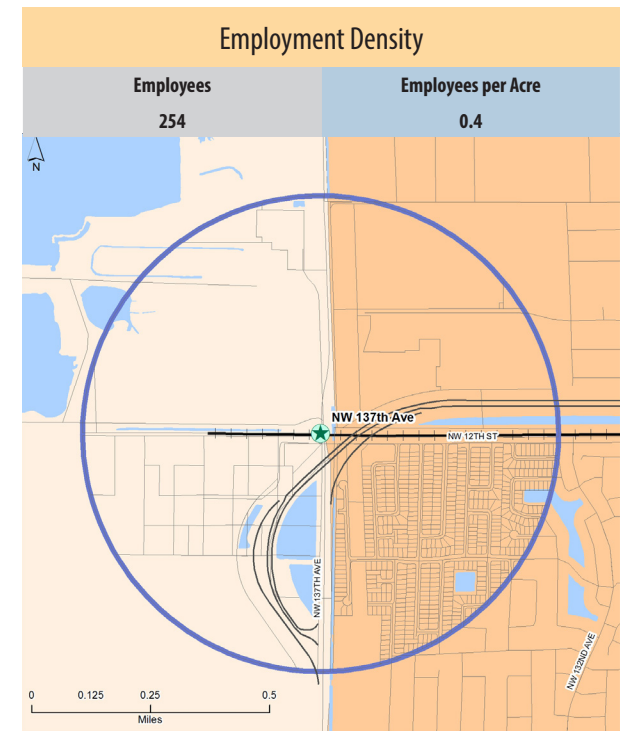 Employment Density
Employees
Employees per Acre
254
0.4
N
NW 137th Ave
NW 12TH ST
NW 137TH AVE
NW 132ND AVE
0 0.125 0.25 0.5
Miles